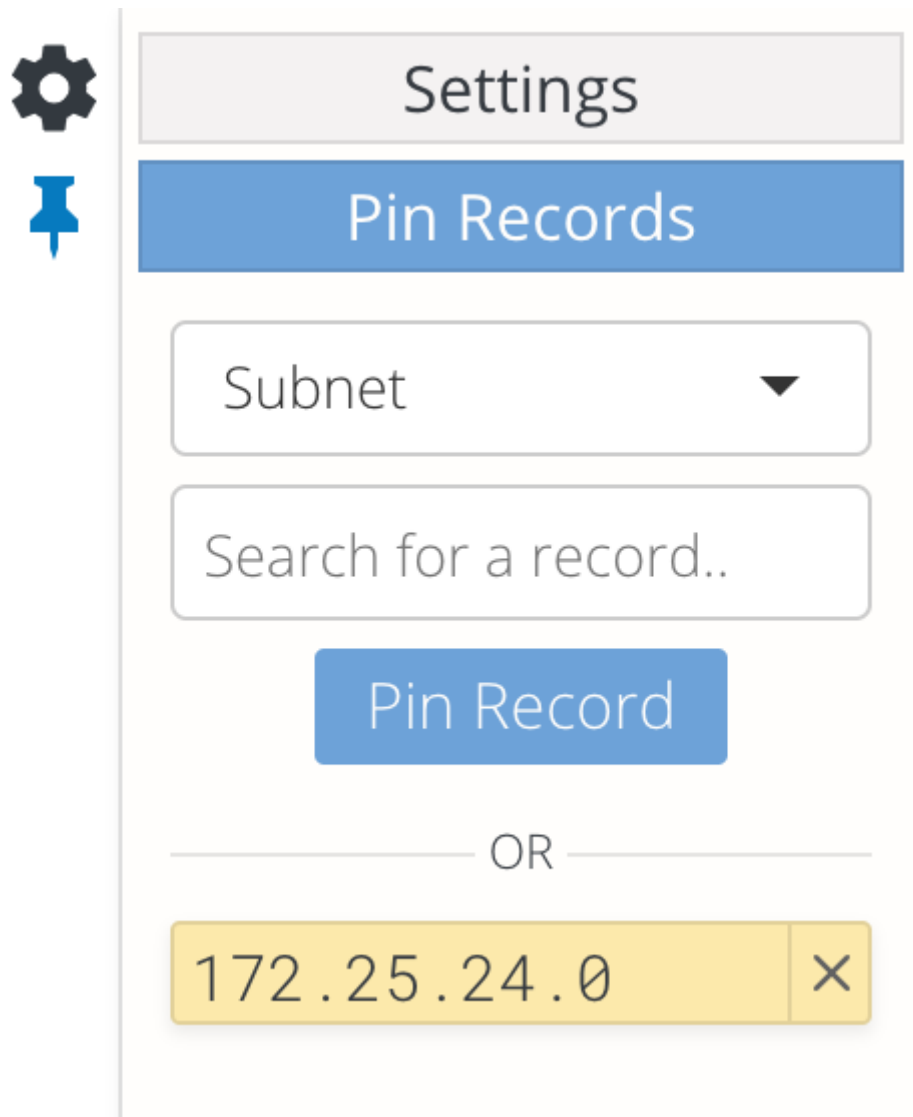 Settings
Pin Records
Subnet
Search for a record..
Pin Record
OR
172.25.24.0